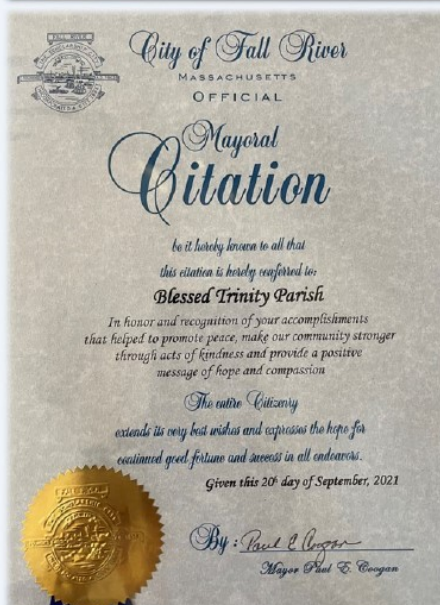 FALL RIVER
City of Fall River
MASSACHUSETTS
OFFICIAL
Mayoral
Citation
be it hereby known to all that
this citation is hereby conferred to:
Blessed Trinity Parish
In honor and recognition of your accomplishments
that helped to promote peace, make our community stronger
through acts of kindness and provide a positive
message of hope and compassion
The entire Citizenry
extends its very best wishes and expresses the hope for
continued good fortune and success in all endeavors.
Given this 20th day of September, 2021
By: Paul E Coogan
Mayor Paul E. Coogan